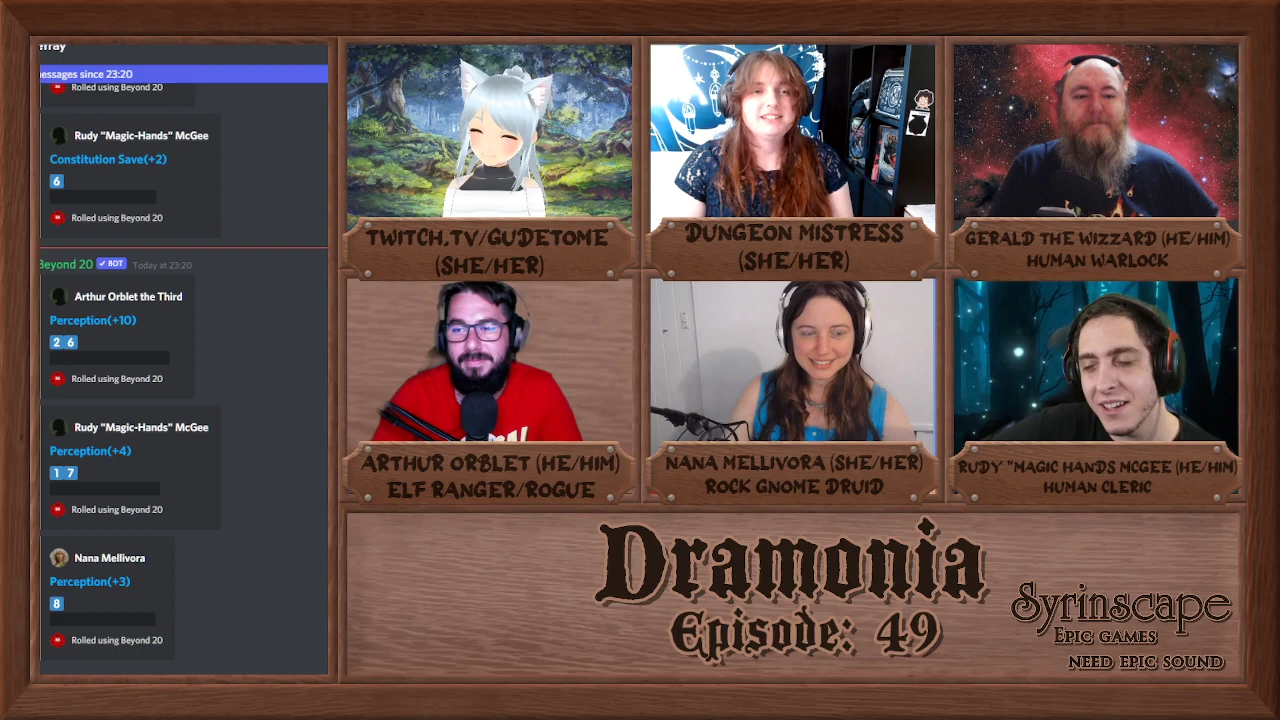 essages since 23:20
Rolled using Beyond 20
Rudy "Magic-Hands" McGee
Constitution Save(+2)
6
Rolled using Beyond 20
Beyond 20 ✓ BOT Today at 23:20
Arthur Orblet the Third
Perception(+10)
2 6
Rolled using Beyond 20
Rudy "Magic-Hands" McGee
Perception(+4)
1 7
Rolled using Beyond 20
Nana Mellivora
Perception(+3)
8
Rolled using Beyond 20
TWITCH.TV/GUDETOME
(SHE/HER)
DUNGEON MISTRESS
(SHE/HER)
GERALD THE WIZZARD (HE/HIM)
HUMAN WARLOCK
ARTHUR ORBLET (HE/HIM)
ELF RANGER/ROGUE
NANA MELLIVORA (SHE/HER)
ROCK GNOME DRUID
RUDY "MAGIC HANDS MCGEE (HE/HIM)
HUMAN CLERIC
Dramonia
Episode: 49
Syrinscape
EPIC GAMES
NEED EPIC SOUND